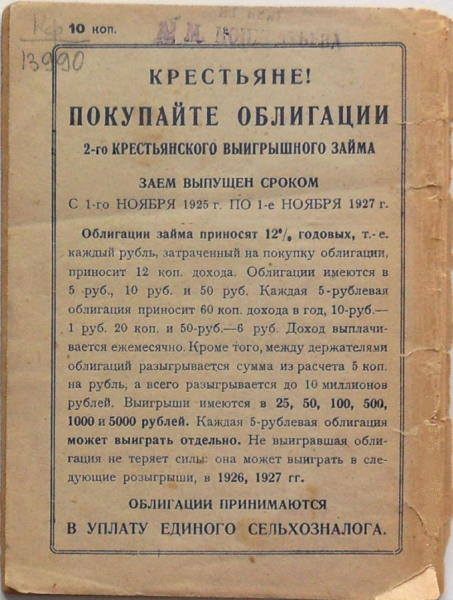 10 коп.
13990
КРЕСТЬЯНЕ!
ПОКУПАЙТЕ ОБЛИГАЦИИ
2-го КРЕСТЬЯНСКОГО ВЫИГРЫШНОГО ЗАЙМА
ЗАЕМ ВЫПУЩЕН СРОКОМ
С 1-го НОЯБРЯ 1925 г. ПО 1-е НОЯБРЯ 1927 г.
Облигации займа приносят 12% годовых, т.-е.
каждый рубль, затраченный на покупку облигации,
приносит 12 коп. дохода. Облигации имеются в
5 руб., 10 руб. и 50 руб. Каждая 5-рублевая
облигация приносит 60 коп. дохода в год, 10-руб.—
1 руб. 20 коп. и 50-руб.—6 руб. Доход выплачи-
вается ежемесячно. Кроме того, между держателями
облигаций разыгрывается сумма из расчета 5 коп.
на рубль, а всего разыгрывается до 10 миллионов
рублей. Выигрыши имеются в 25, 50, 100, 500,
1000 и 5000 рублей. Каждая 5-рублевая облигация
может выиграть отдельно. Не выигравшая обли-
гация не теряет силы: она может выиграть в сле-
дующие розыгрыши, в 1926, 1927 гг.
ОБЛИГАЦИИ ПРИНИМАЮТСЯ
В УПЛАТУ ЕДИНОГО СЕЛЬХОЗНАЛОГА.